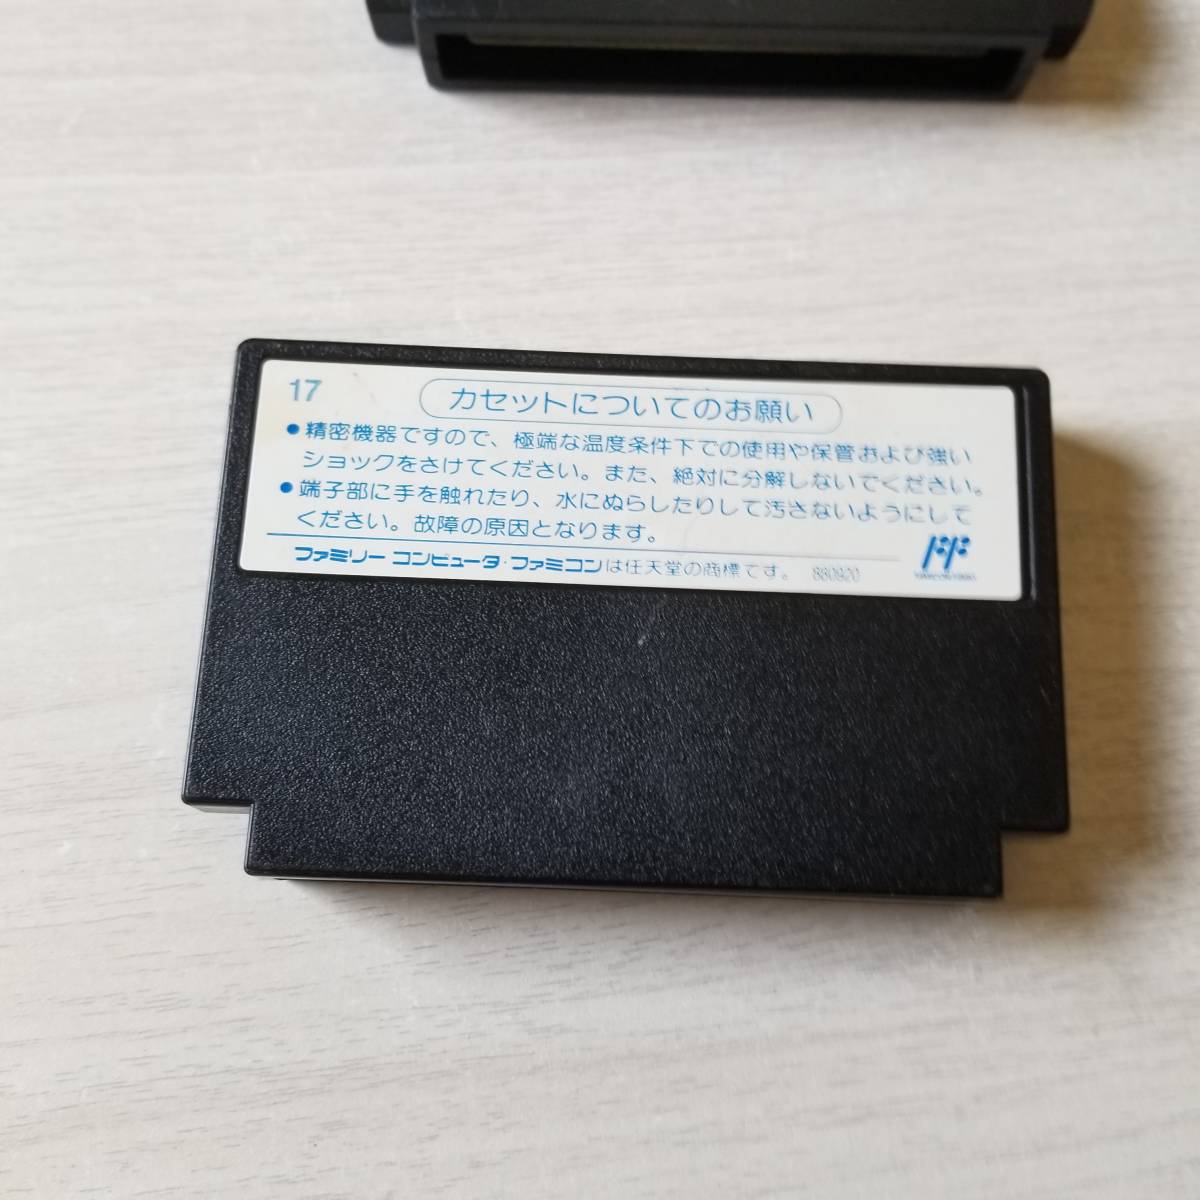 17
カセットについてのお願い
●精密機器ですので、極端な温度条件下での使用や保管および強い
ショックをさけてください。また、絶対に分解しないでください。
●端子部に手を触れたり、水にぬらしたりして汚さないようにして
ください。故障の原因となります。
ファミリー コンピュータ・ファミコンは任天堂の商標です。 880920
FF